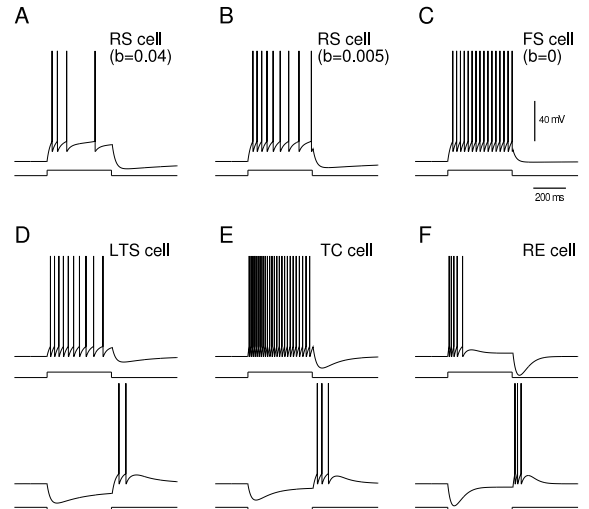 A
RS cell
(b=0.04)
B
RS cell
(b=0.005)
C
FS cell
(b=0)
40 mV
200 ms
D
LTS cell
E
TC cell
F
RE cell